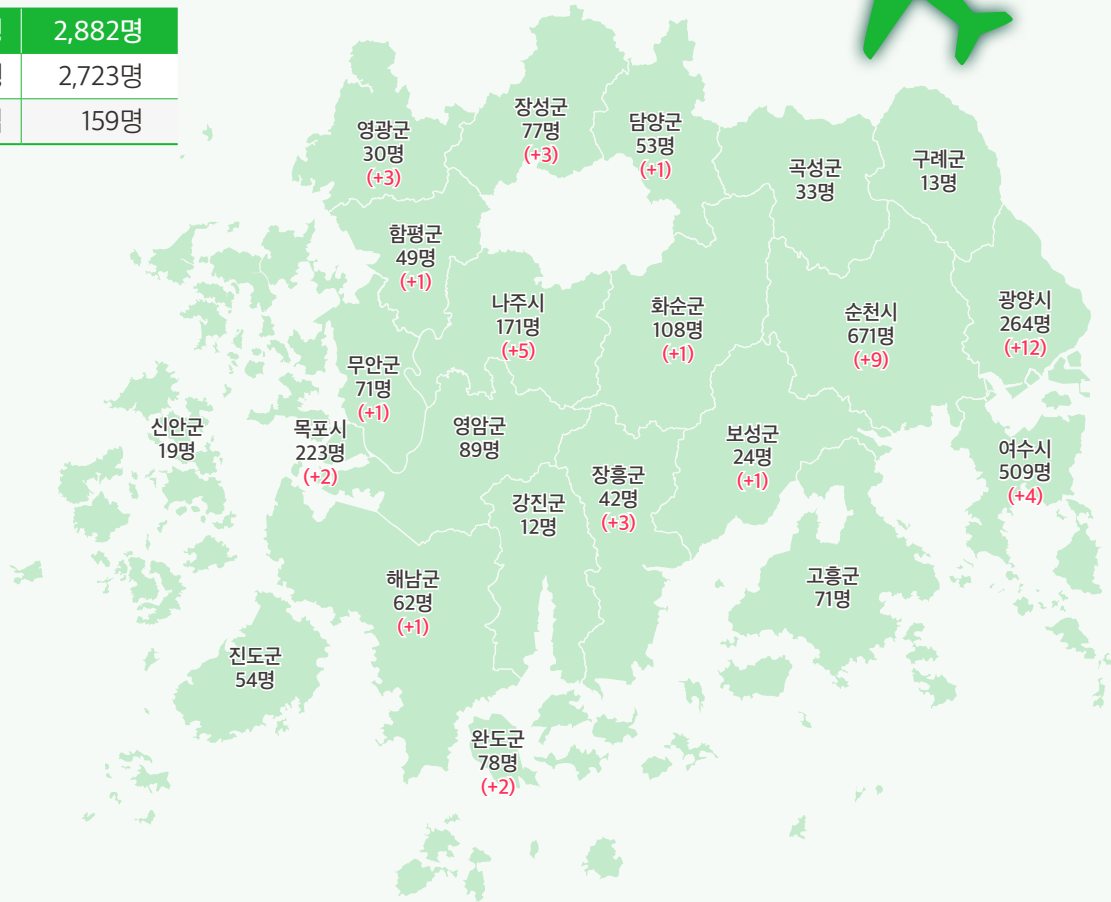 2,882명
2,723명
159명
장성군
77명
(+3)
담양군
53명
(+1)
영광군
30명
(+3)
곡성군
33명
구례군
13명
함평군
49명
(+1)
나주시
171명
(+5)
화순군
108명
(+1)
순천시
671명
(+9)
광양시
264명
(+12)
무안군
71명
(+1)
신안군
19명
목포시
223명
(+2)
영암군
89명
보성군
24명
(+1)
여수시
509명
(+4)
장흥군
42명
(+3)
강진군
12명
해남군
62명
(+1)
고흥군
71명
진도군
54명
완도군
78명
(+2)